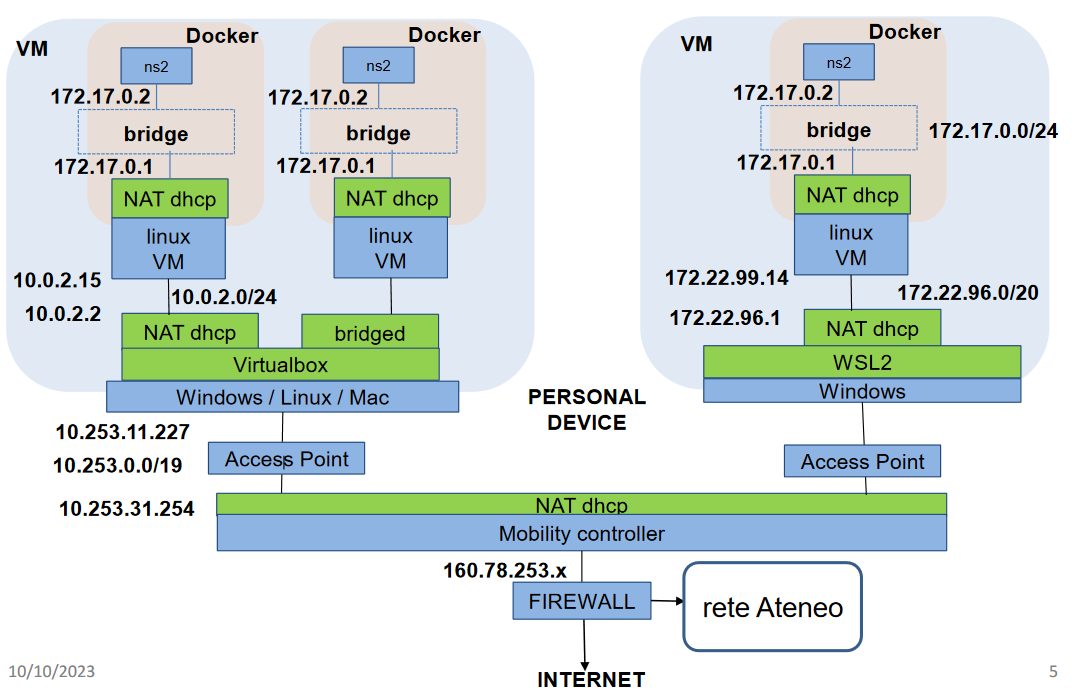 VM
Docker
ns2
172.17.0.2
bridge
172.17.0.1
NAT dhcp
linux
VM
10.0.2.15
10.0.2.0/24
10.0.2.2
NAT dhcp
Docker
ns2
172.17.0.2
bridge
172.17.0.1
NAT dhcp
linux
VM
bridged
Virtualbox
Windows / Linux / Mac
10.253.11.227
10.253.0.0/19
Access Point
10.253.31.254
PERSONAL
DEVICE
VM
Docker
ns2
172.17.0.2
bridge
172.17.0.0/24
172.17.0.1
NAT dhcp
linux
VM
172.22.99.14
172.22.96.0/20
172.22.96.1
NAT dhcp
WSL2
Windows
Access Point
NAT dhcp
Mobility controller
160.78.253.x
FIREWALL
rete Ateneo
INTERNET
10/10/2023
5